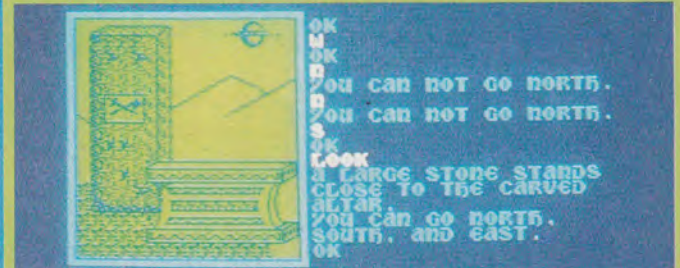 OK
W
OK
N
YOU CAN NOT GO NORTH.
N
YOU CAN NOT GO NORTH.
S
OK
LOOK
A LARGE STONE STANDS
CLOSE TO THE CARVED
ALTAR.
YOU CAN GO NORTH,
SOUTH, AND EAST.
OK